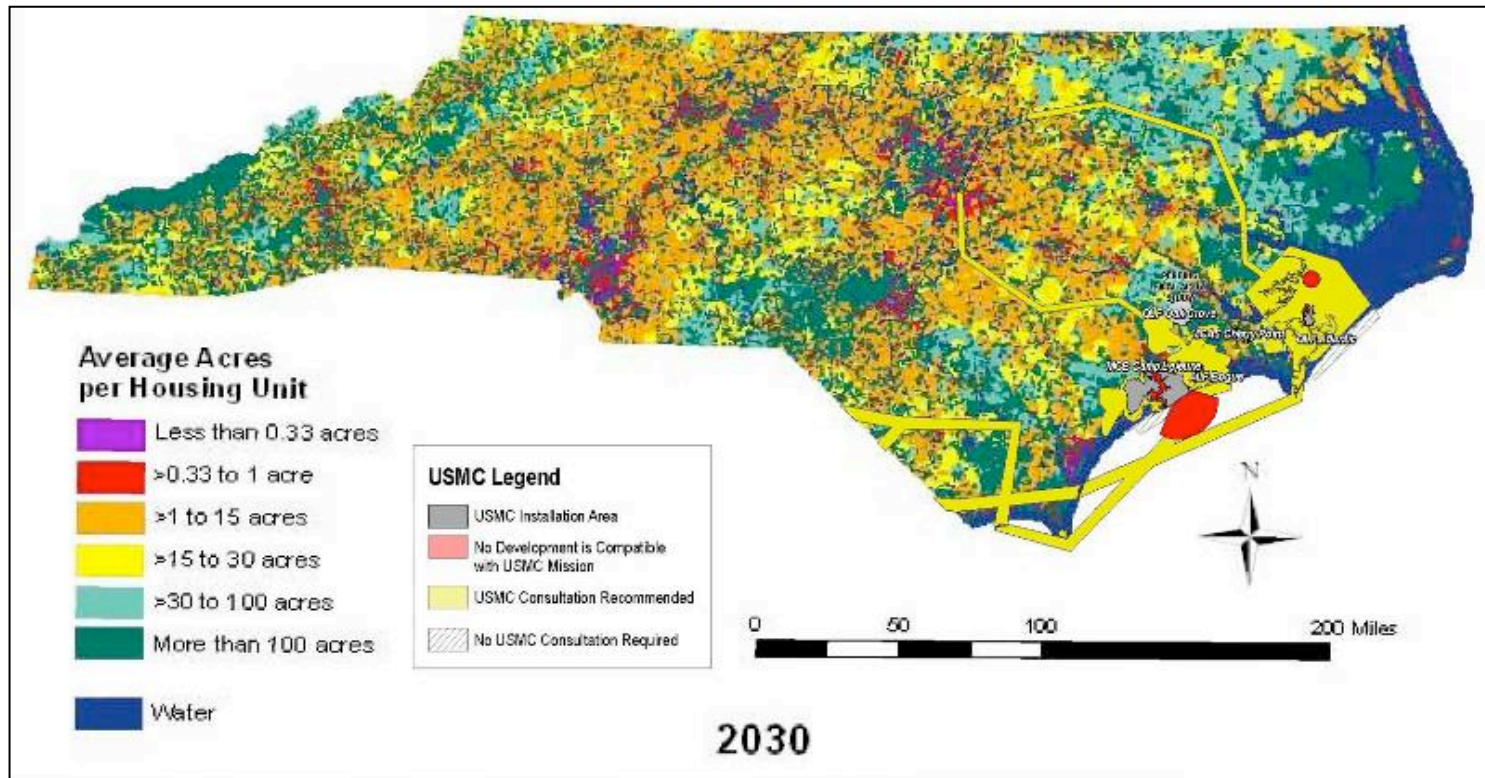 OLF Oak Grove
MCAS Cherry Point
MCB Camp Lejeune
Average Acres
per Housing Unit
Less than 0.33 acres
>0.33 to 1 acre
>1 to 15 acres
>15 to 30 acres
>30 to 100 acres
More than 100 acres
Water
USMC Legend
USMC Installation Area
No Development is Compatible
with USMC Mission
USMC Consultation Recommended
No USMC Consultation Required
N
0 50 100 200 Miles
2030